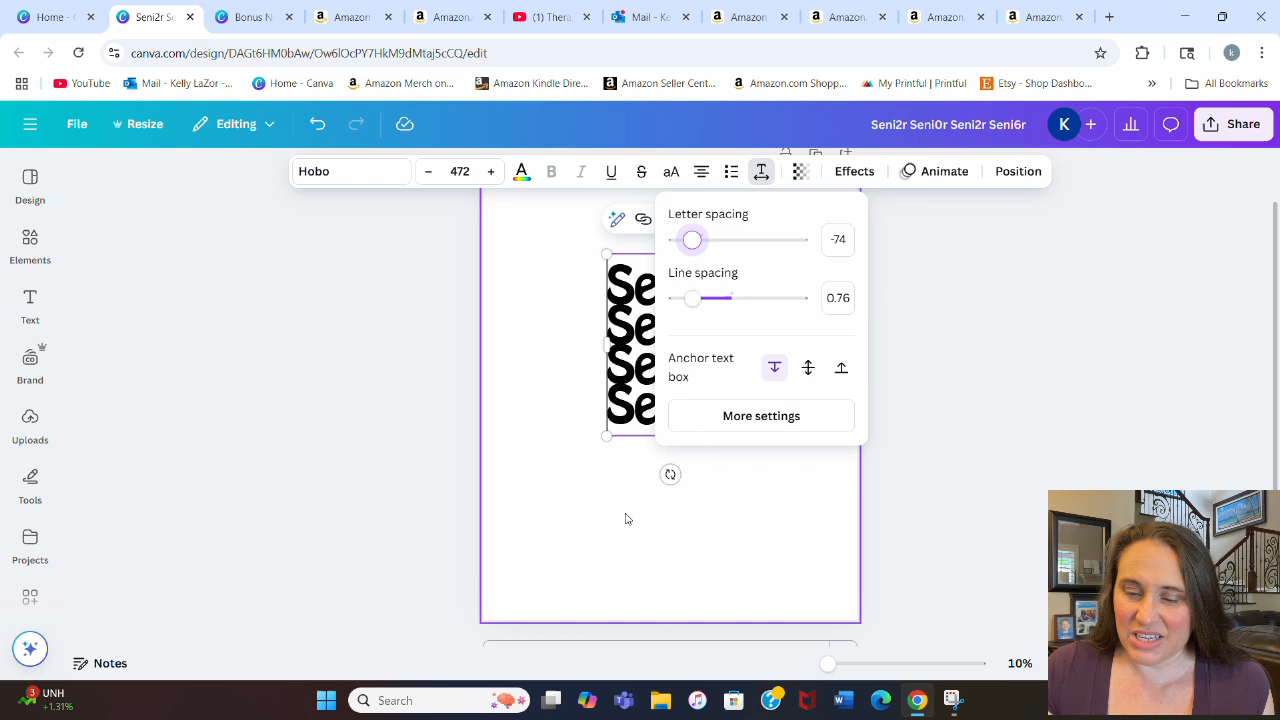 Home - C
Seni2r Se
Bonus N
Amazon
Amazon.
(1) Thera
Mail - Ke
Amazon.
Amazon.
Amazon.
Amazon.
canva.com/design/DAGt6HM0bAw/Ow6lOcPY7HkM9dMtaj5cCQ/edit
k
YouTube
Mail - Kelly LaZor -...
Home - Canva
Amazon Merch on...
Amazon Kindle Dire...
Amazon Seller Cent...
Amazon.com Shopp...
My Printful | Printful
Etsy - Shop Dashbo...
All Bookmarks
File
Resize
Editing
Seni2r Seni0r Seni2r Seni6r
K
Share
Hobo
472
A
B
I
U
S
aA
T
Effects
Animate
Position
Design
Elements
Text
Brand
Uploads
Tools
Projects
Letter spacing
-74
Line spacing
0.76
Anchor text
box
More settings
Se
Se
Se
Se
Notes
10%
3
UNH
+1.31%
Search